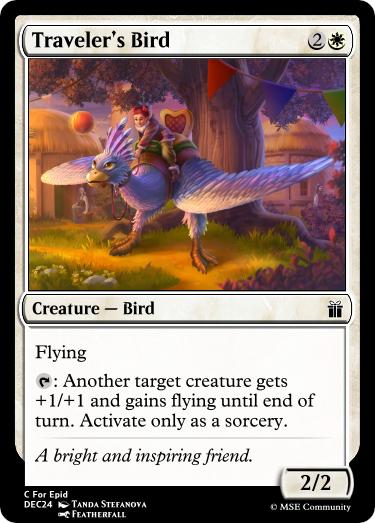 Traveler's Bird 2
Creature — Bird
Flying
: Another target creature gets
+1/+1 and gains flying until end of
turn. Activate only as a sorcery.
A bright and inspiring friend.
2/2
C For Epid
DEC24 Tanda Stefanova
Featherfall
© MSE Community